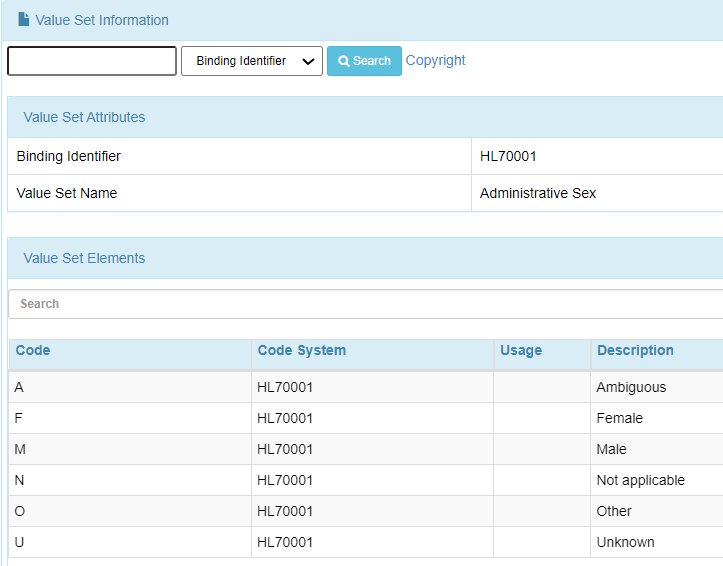 Value Set Information
Binding Identifier Search Copyright
Value Set Attributes
Binding Identifier HL70001
Value Set Name Administrative Sex
Value Set Elements
Search
Code Code System Usage Description
A HL70001 Ambiguous
F HL70001 Female
M HL70001 Male
N HL70001 Not applicable
O HL70001 Other
U HL70001 Unknown